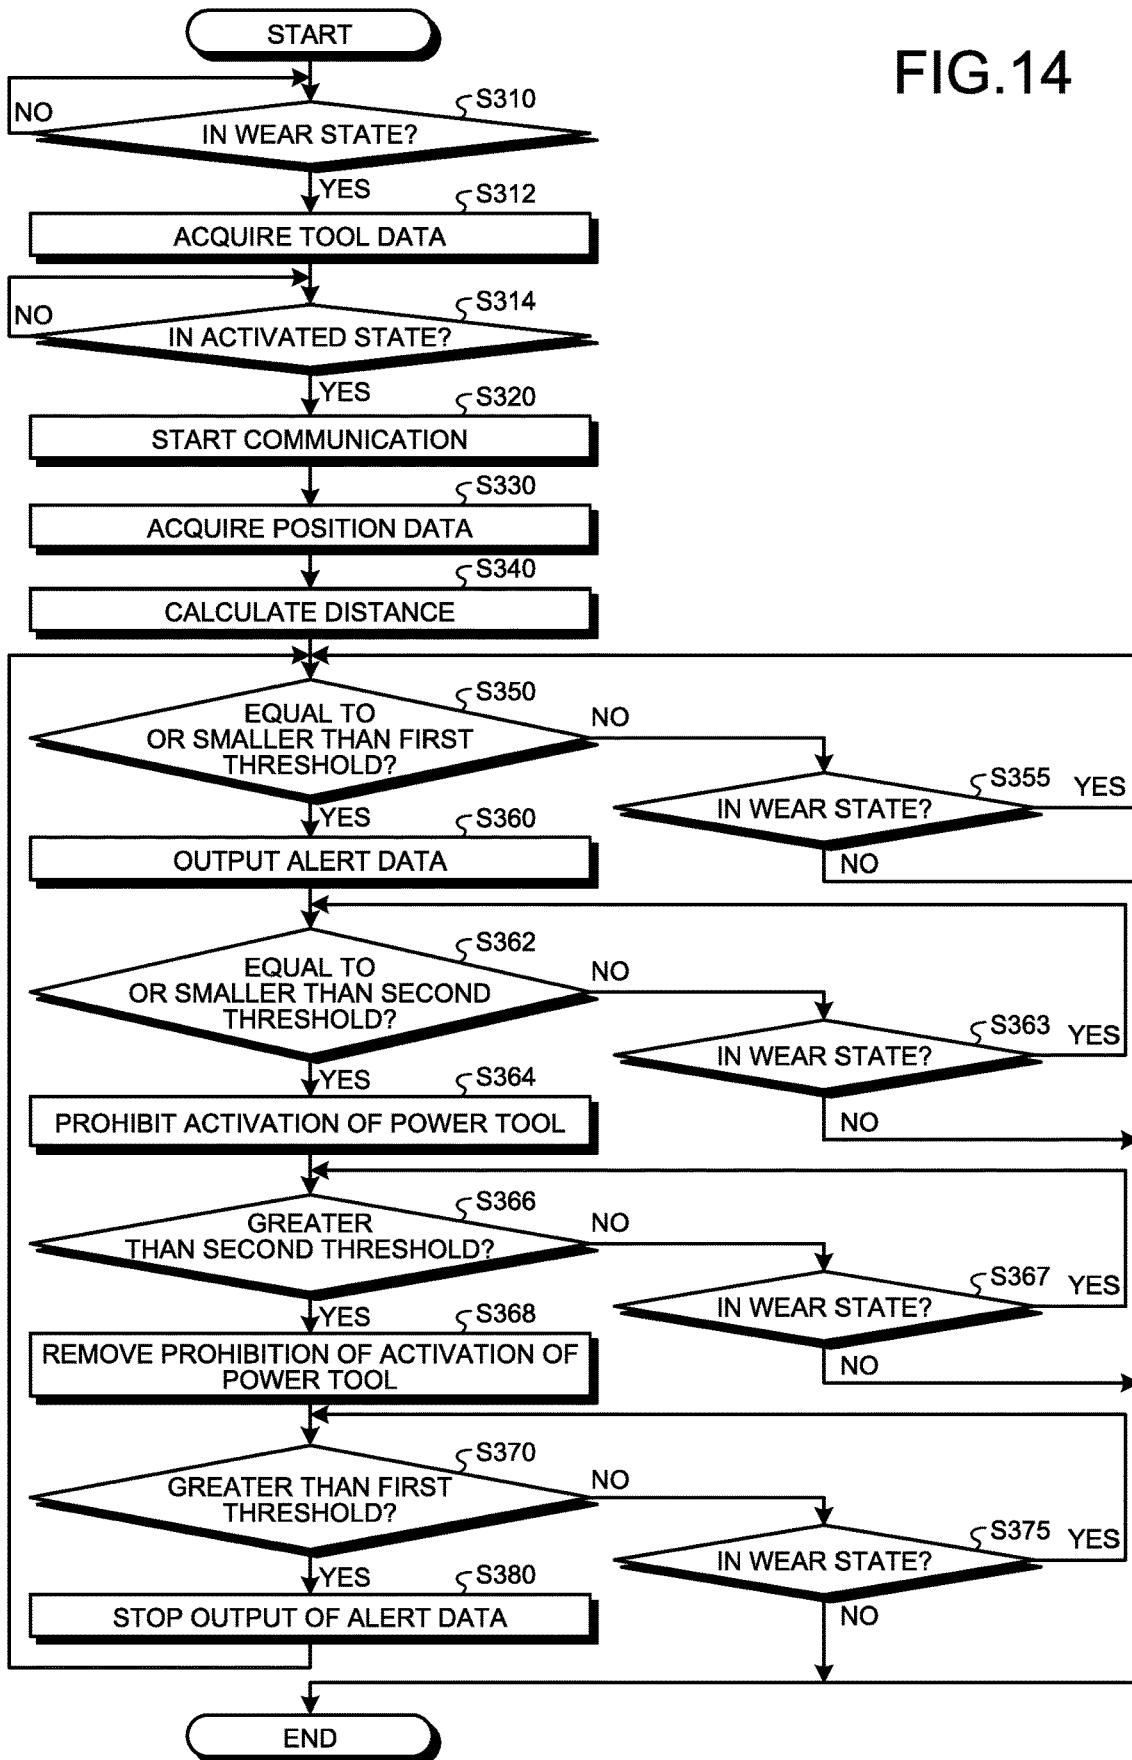 START
FIG.14
S310
NO
IN WEAR STATE?
YES
S312
ACQUIRE TOOL DATA
S314
NO
IN ACTIVATED STATE?
YES
S320
START COMMUNICATION
S330
ACQUIRE POSITION DATA
S340
CALCULATE DISTANCE
S350
EQUAL TO
OR SMALLER THAN FIRST
THRESHOLD?
NO
S355
IN WEAR STATE?
YES
YES
S360
NO
OUTPUT ALERT DATA
S362
EQUAL TO
OR SMALLER THAN SECOND
THRESHOLD?
NO
S363
IN WEAR STATE?
YES
YES
S364
NO
PROHIBIT ACTIVATION OF POWER TOOL
S366
GREATER
THAN SECOND THRESHOLD?
NO
S367
IN WEAR STATE?
YES
YES
S368
NO
REMOVE PROHIBITION OF ACTIVATION OF
POWER TOOL
S370
GREATER THAN FIRST
THRESHOLD?
NO
S375
IN WEAR STATE?
YES
YES
S380
NO
STOP OUTPUT OF ALERT DATA
END